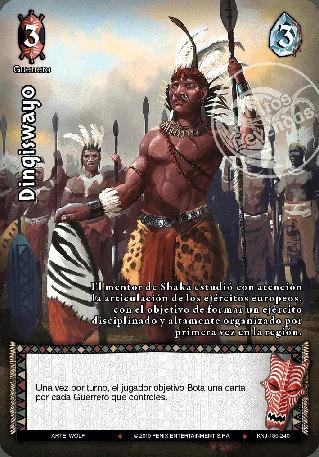 3
3
Guerrero
Dingiswayo
El mentor de Shaka estudió con atención
la articulación de los ejércitos europeos,
con el objetivo de formar un ejército
disciplinado y altamente organizado por
primera vez en la región.
Una vez por turno, el jugador objetivo Bota una carta
por cada Guerrero que controles.
ARTE: WOLF
©2019 FENIX ENTERTAINMENT S.P.A